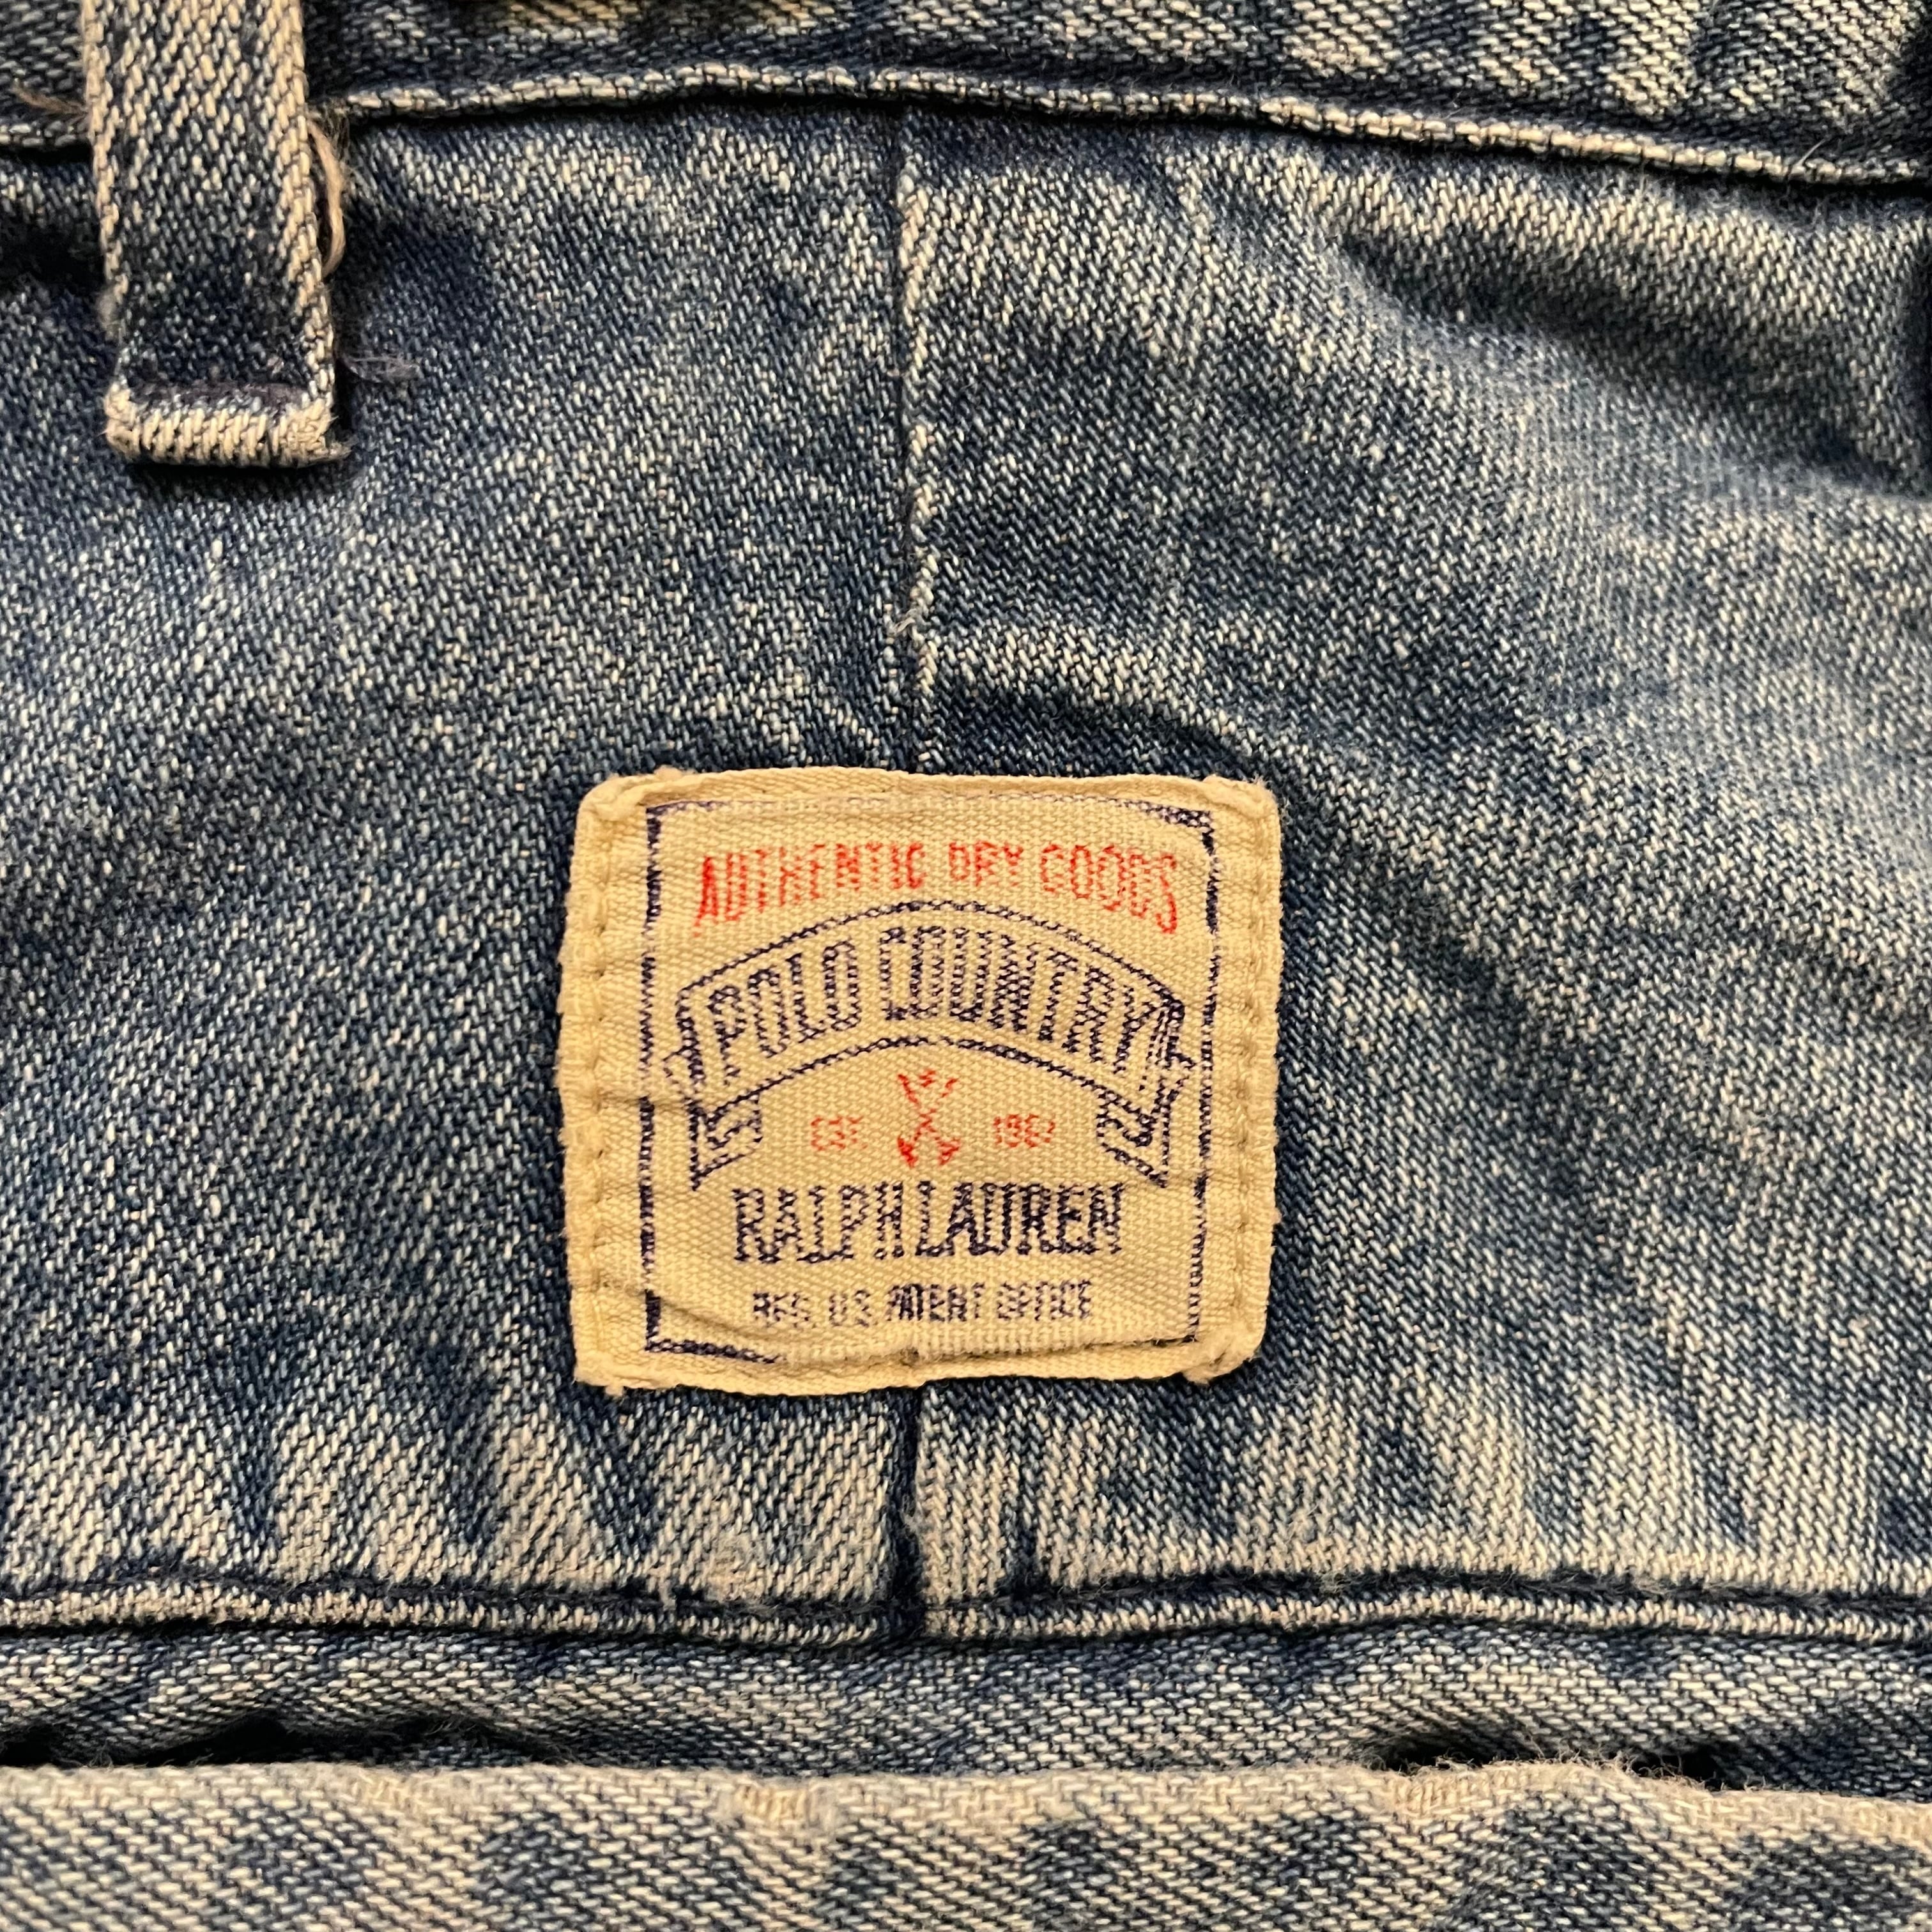 AUTHENTIC DRY GOODS
POLO COUNTRY
EST 1967
RALPH LAUREN
REG. U.S. PATENT OFFICE